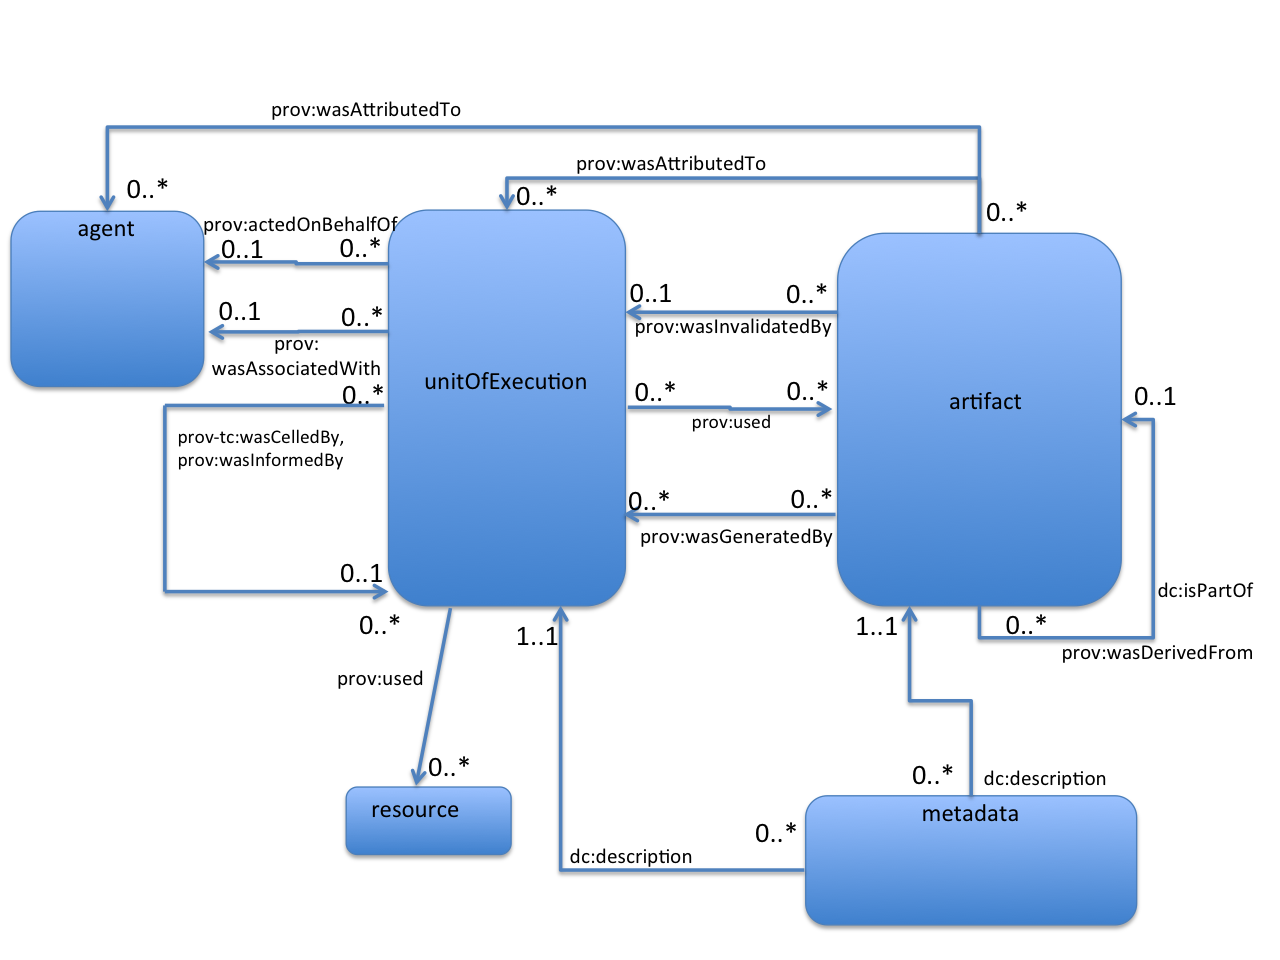 prov:wasAttributedTo
prov:wasAttributedTo
0..*
0..*
0..*
agent
prov:actedOnBehalfOf
0..1
0..*
0..1
0..*
prov:
wasAssociatedWith
0..*
prov-tc:wasCelledBy,
prov:wasInformedBy
0..1
unitOfExecution
0..1
0..*
prov:wasInvalidatedBy
0..*
0..*
prov:used
0..*
0..*
prov:wasGeneratedBy
artifact
0..1
dc:isPartOf
0..*
prov:wasDerivedFrom
0..*
prov:used
0..*
resource
1..1
dc:description
0..*
1..1
0..*
dc:description
metadata